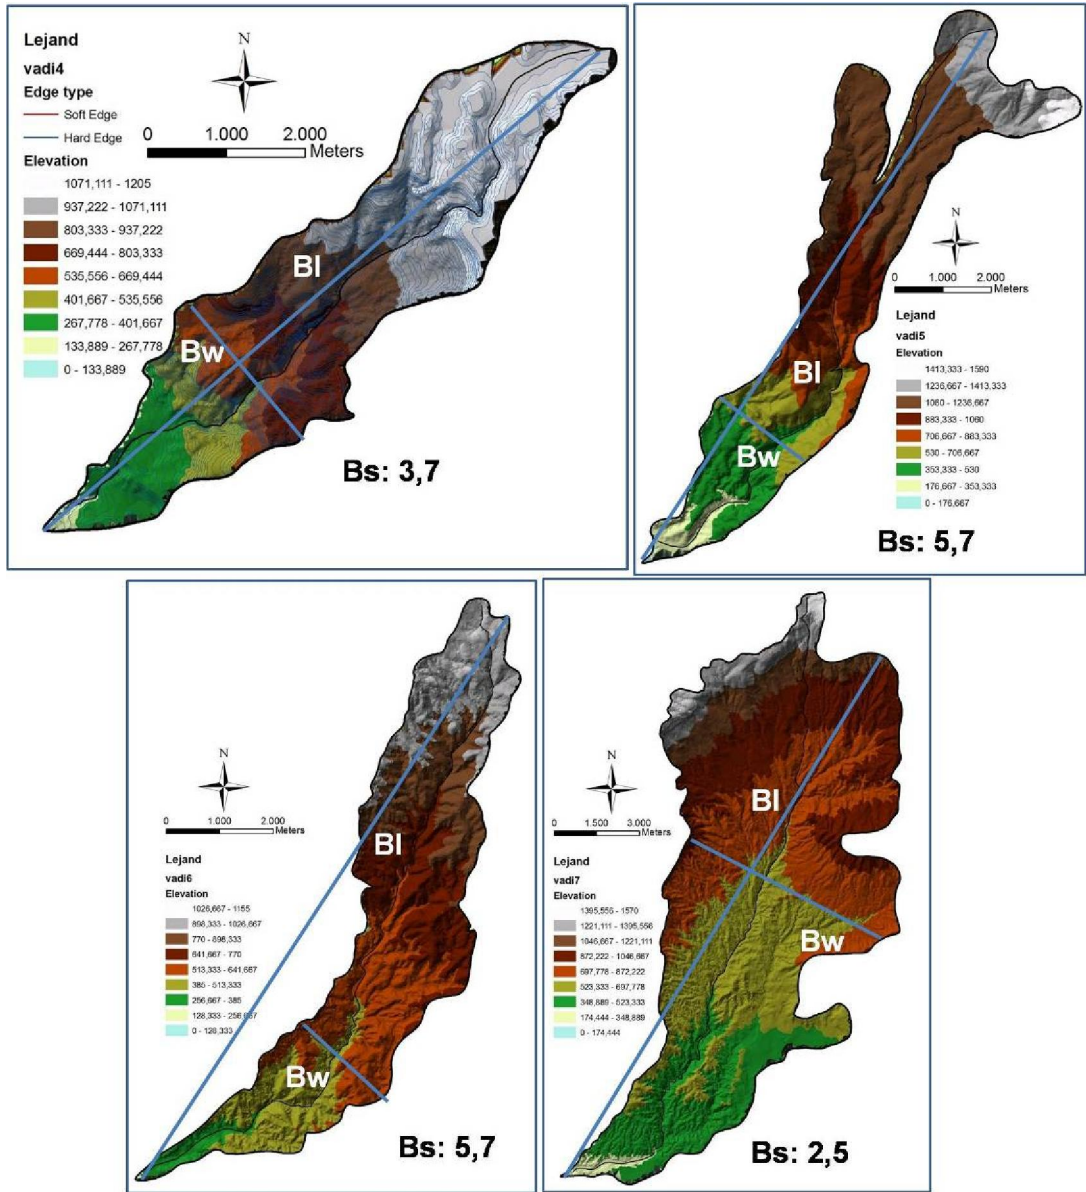 Lejand
vadi4
Edge type
Soft Edge
Hard Edge
Elevation
1071,111 - 1205
937,222 - 1071,111
803,333 - 937,222
669,444 - 803,333
535,556 - 669,444
401,667 - 535,556
267,778 - 401,667
133,889 - 267,778
0 - 133,889
N
0 1.000 2.000
Meters
Bl
Bw
Bs: 3,7
N
0 1.000 2.000
Meters
Lejand
vadi5
Elevation
1413,333 - 1590
1236,667 - 1413,333
1060 - 1236,667
883,333 - 1060
706,667 - 883,333
530 - 706,667
353,333 - 530
176,667 - 353,333
0 - 176,667
Bl
Bw
Bs: 5,7
N
0 1.000 2.000
Meters
Lejand
vadi6
Elevation
1026,667 - 1155
898,333 - 1026,667
770 - 898,333
641,667 - 770
513,333 - 641,667
385 - 513,333
256,667 - 385
128,333 - 256,667
0 - 128,333
Bl
Bw
Bs: 5,7
N
0 1.500 3.000
Meters
Lejand
vadi7
Elevation
1395,556 - 1570
1221,111 - 1395,556
1046,667 - 1221,111
872,222 - 1046,667
697,778 - 872,222
523,333 - 697,778
348,889 - 523,333
174,444 - 348,889
0 - 174,444
Bl
Bw
Bs: 2,5